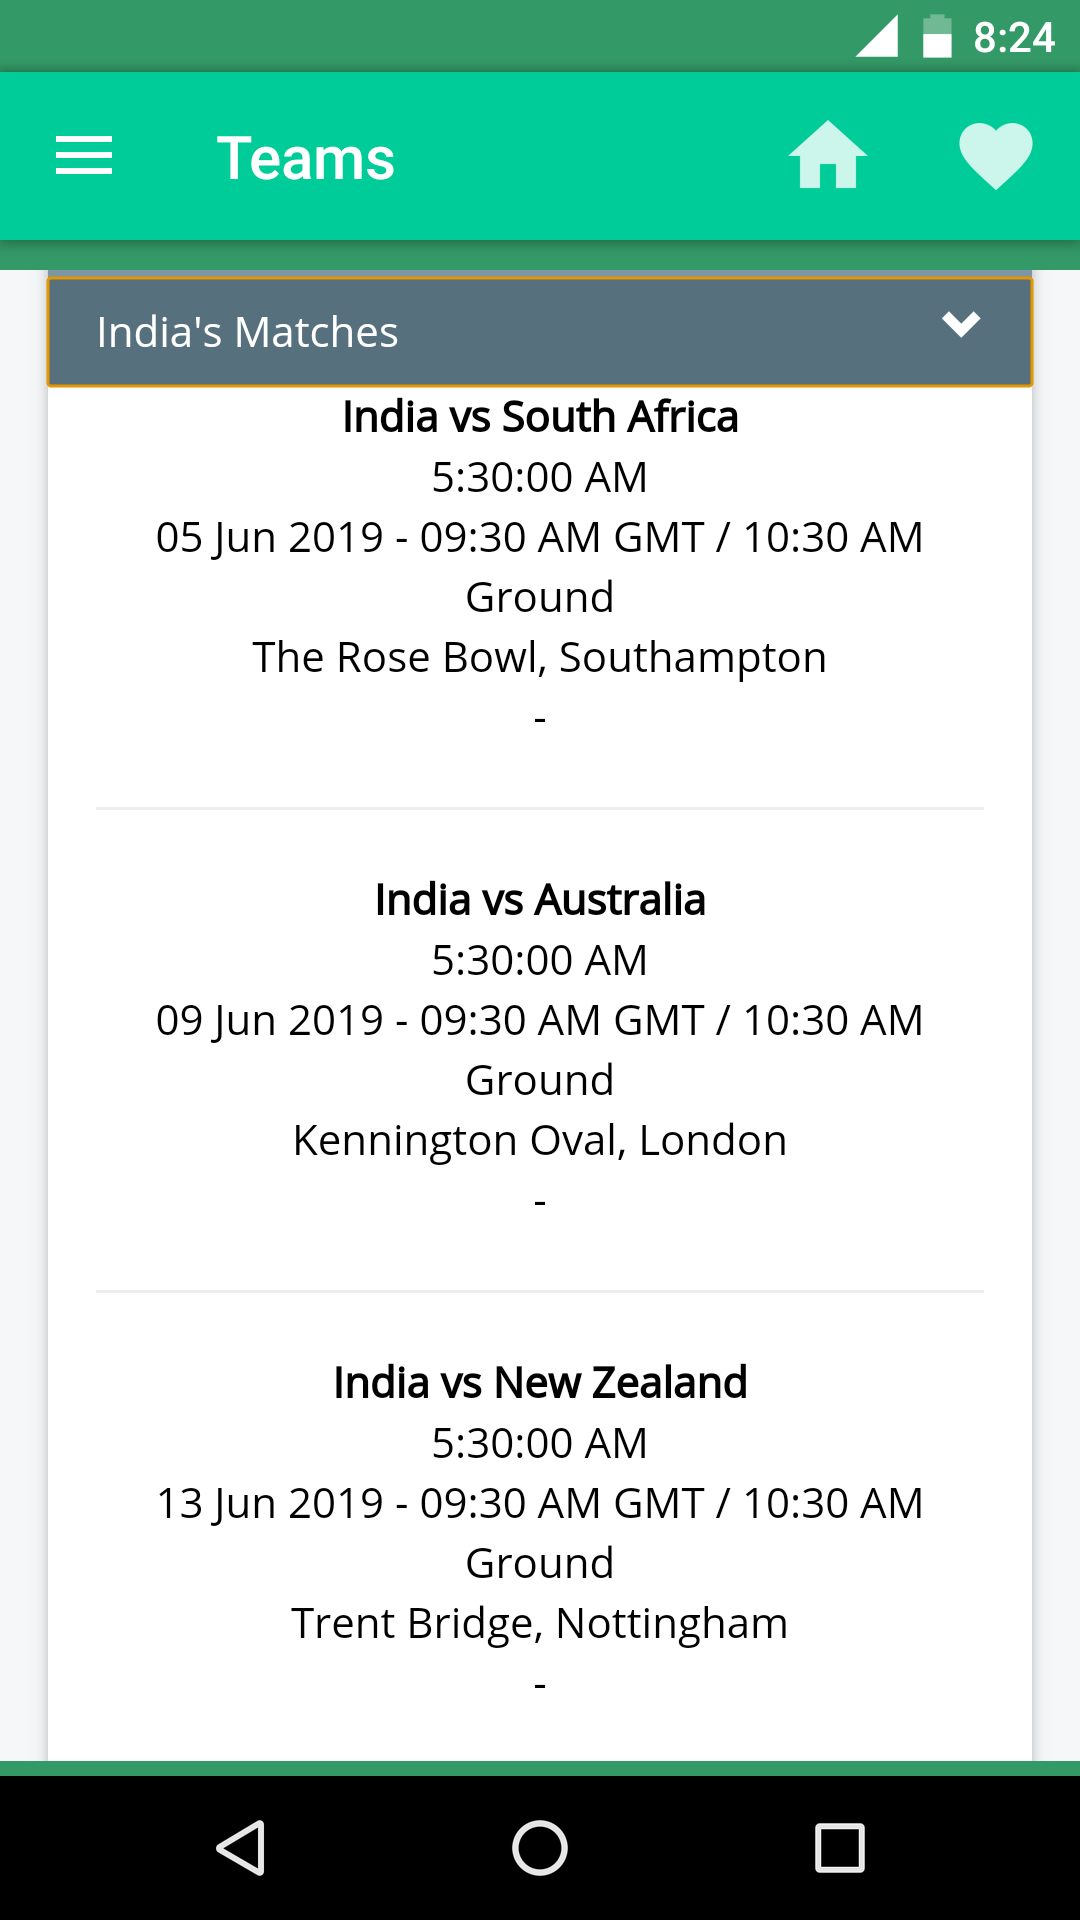 8:24
Teams
India's Matches
India vs South Africa
5:30:00 AM
05 Jun 2019 - 09:30 AM GMT / 10:30 AM
Ground
The Rose Bowl, Southampton
-
India vs Australia
5:30:00 AM
09 Jun 2019 - 09:30 AM GMT / 10:30 AM
Ground
Kennington Oval, London
-
India vs New Zealand
5:30:00 AM
13 Jun 2019 - 09:30 AM GMT / 10:30 AM
Ground
Trent Bridge, Nottingham
-